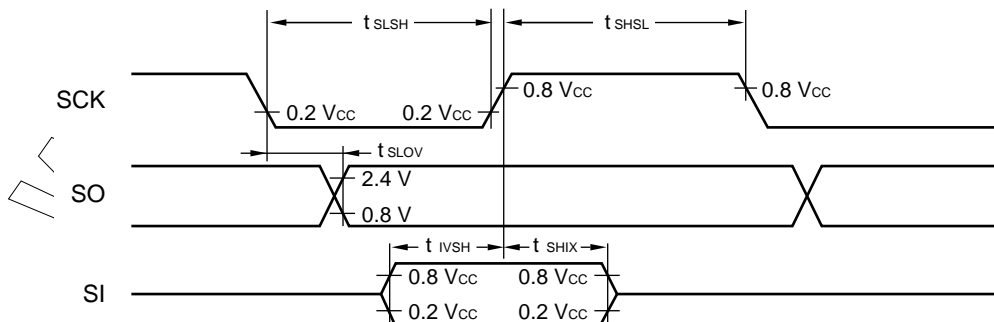 t SLSH t SHSL
SCK 0.2 VCC 0.2 VCC 0.8 VCC 0.8 VCC
t SLOV
SO 2.4 V
0.8 V
t IVSH t SHIX
SI 0.8 VCC 0.8 VCC
0.2 VCC 0.2 VCC